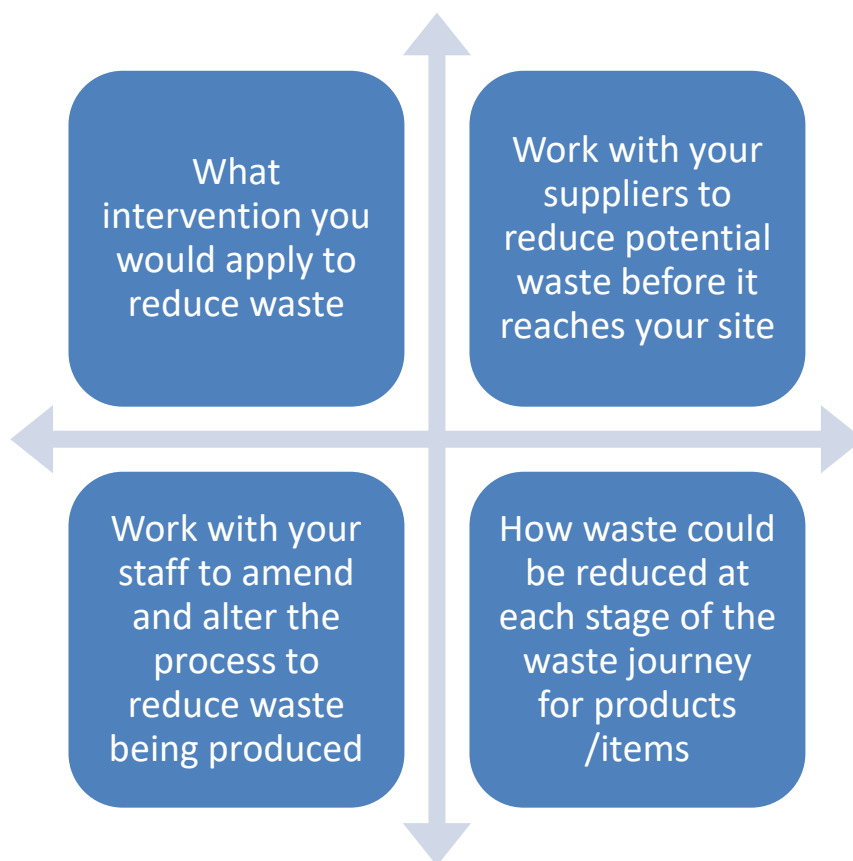 What
intervention you
would apply to
reduce waste
Work with your
suppliers to
reduce potential
waste before it
reaches your site
Work with your
staff to amend
and alter the
process to
reduce waste
being produced
How waste could
be reduced at
each stage of the
waste journey
for products
/items